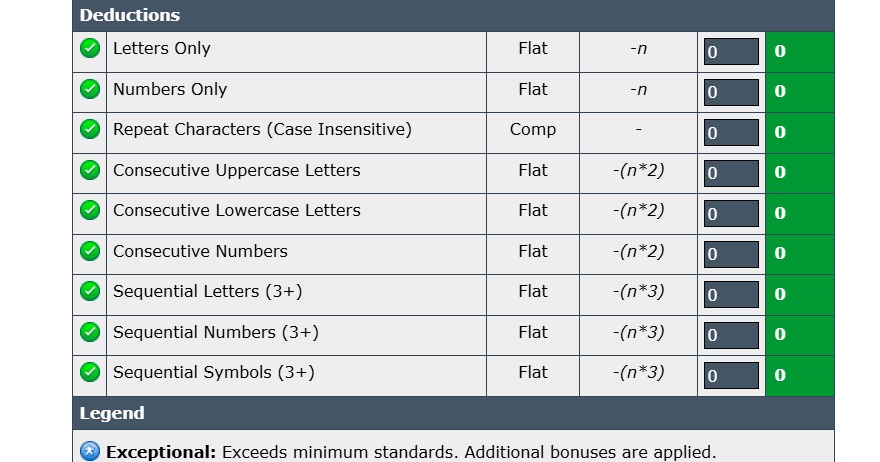 Deductions
Letters Only Flat -n 0 0
Numbers Only Flat -n 0 0
Repeat Characters (Case Insensitive) Comp - 0 0
Consecutive Uppercase Letters Flat -(n*2) 0 0
Consecutive Lowercase Letters Flat -(n*2) 0 0
Consecutive Numbers Flat -(n*2) 0 0
Sequential Letters (3+) Flat -(n*3) 0 0
Sequential Numbers (3+) Flat -(n*3) 0 0
Sequential Symbols (3+) Flat -(n*3) 0 0
Legend
Exceptional: Exceeds minimum standards. Additional bonuses are applied.